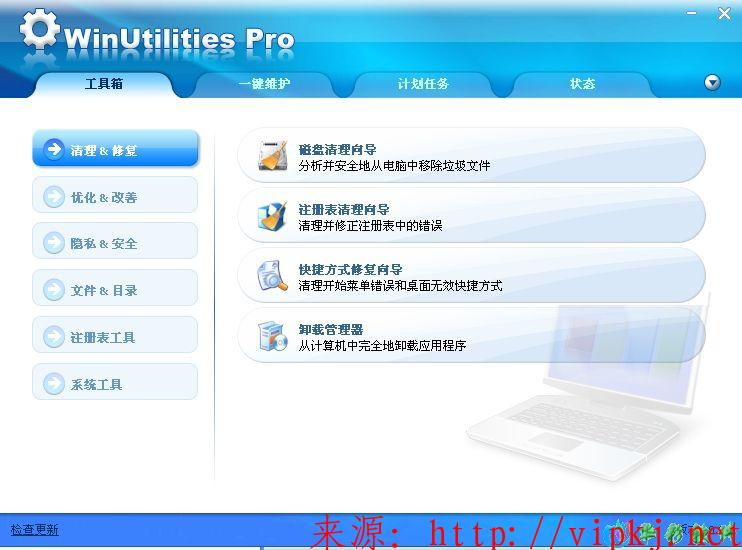 WinUtilities Pro
工具箱 一键维护 计划任务 状态
清理 & 修复
优化 & 改善
隐私 & 安全
文件 & 目录
注册表工具
系统工具
磁盘清理向导
分析并安全地从电脑中移除垃圾文件
注册表清理向导
清理并修正注册表中的错误
快捷方式修复向导
清理开始菜单错误和桌面无效快捷方式
卸载管理器
从计算机中完全地卸载应用程序
检查更新
来源: http://vipkj.net